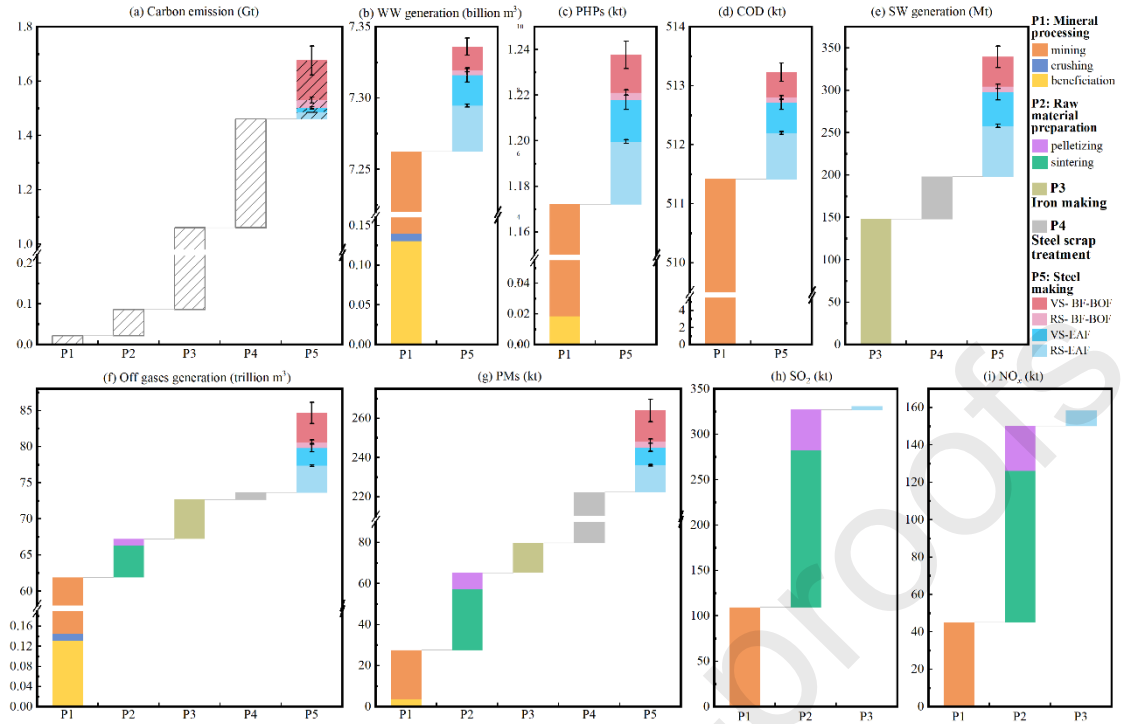 (a) Carbon emission (Gt)
1.8
1.6
1.4
1.2
1.0
0.2
0.1
0.0
P1 P2 P3 P4 P5
(b) WW generation (billion m³)
7.35
7.30
7.25
0.15
0.10
0.05
0.00
P1 P5
(c) PHPs (kt)
1.24
1.22
1.20
1.18
1.16
0.04
0.02
0.00
P1 P5
(d) COD (kt)
514
513
512
511
510
4
2
0
P1 P5
(e) SW generation (Mt)
350
300
250
200
150
100
50
0
P3 P4 P5
P1: Mineral
processing
mining
crushing
beneficiation
P2: Raw
material
preparation
pelletizing
sintering
P3
Iron making
P4
Steel scrap
treatment
P5: Steel
making
VS- BF-BOF
RS- BF-BOF
VS-EAF
RS-EAF
(f) Off gases generation (trillion m³)
85
80
75
70
65
60
0.16
0.12
0.08
0.04
0.00
P1 P2 P3 P4 P5
(g) PMs (kt)
260
240
220
80
60
40
20
0
P1 P2 P3 P4 P5
(h) SO₂ (kt)
350
300
250
200
150
100
50
0
P1 P2 P3
(i) NOₓ (kt)
160
140
120
100
80
60
40
20
0
P1 P2 P3
proofs